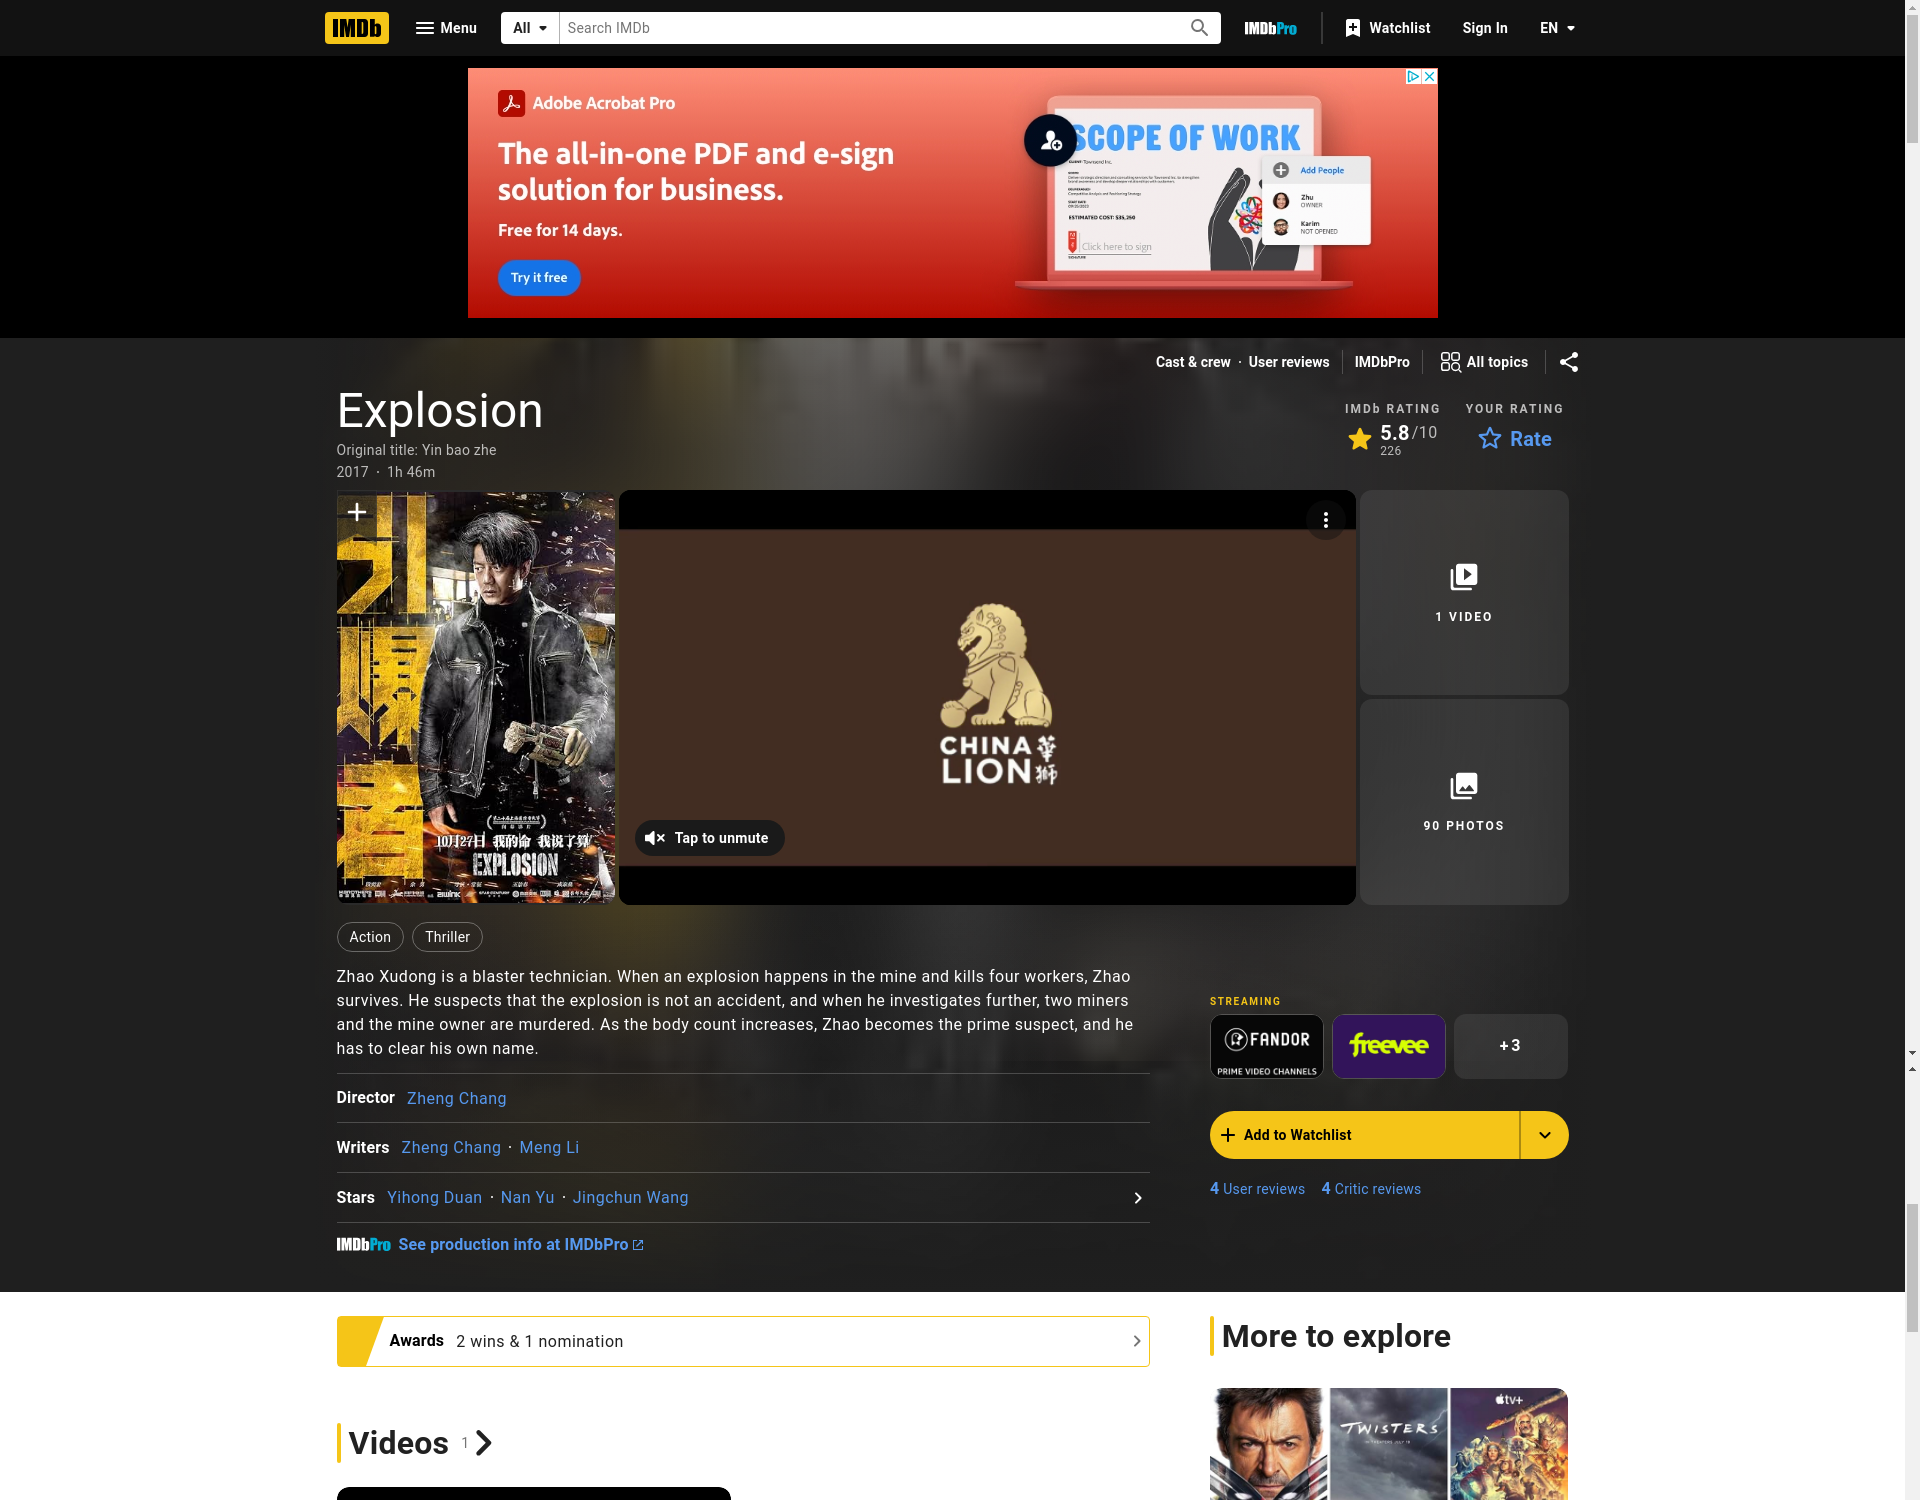 IMDb
Menu
All
Search IMDb
IMDbPro
Watchlist
Sign In
EN
Adobe Acrobat Pro
The all-in-one PDF and e-sign
solution for business.
Free for 14 days.
Try it free
SCOPE OF WORK
ESTIMATED COST: $35,250
Click here to sign
Add People
Zhu
OWNER
Karim
NOT OPENED
Cast & crew · User reviews
IMDbPro
All topics
Explosion
Original title: Yin bao zhe
2017 · 1h 46m
IMDb RATING
5.8/10
226
YOUR RATING
Rate
引爆者
10月27日 我的命 我说了算
EXPLOSION
CHINA
LION
華獅
Tap to unmute
1 VIDEO
90 PHOTOS
Action
Thriller
Zhao Xudong is a blaster technician. When an explosion happens in the mine and kills four workers, Zhao
survives. He suspects that the explosion is not an accident, and when he investigates further, two miners
and the mine owner are murdered. As the body count increases, Zhao becomes the prime suspect, and he
has to clear his own name.
Director Zheng Chang
Writers Zheng Chang · Meng Li
Stars Yihong Duan · Nan Yu · Jingchun Wang
IMDbPro See production info at IMDbPro
STREAMING
FANDOR
PRIME VIDEO CHANNELS
freevee
+3
Add to Watchlist
4 User reviews 4 Critic reviews
Awards 2 wins & 1 nomination
Videos 1
More to explore
TWISTERS
tv+